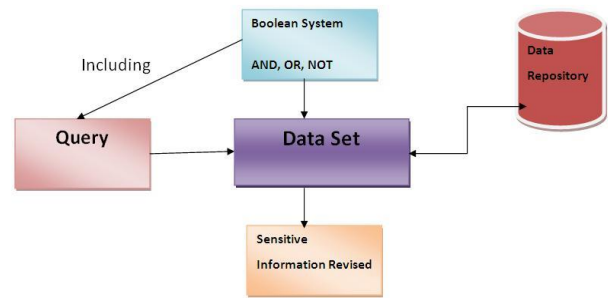 Boolean System
AND, OR, NOT
Including
Data
Repository
Query
Data Set
Sensitive
Information Revised